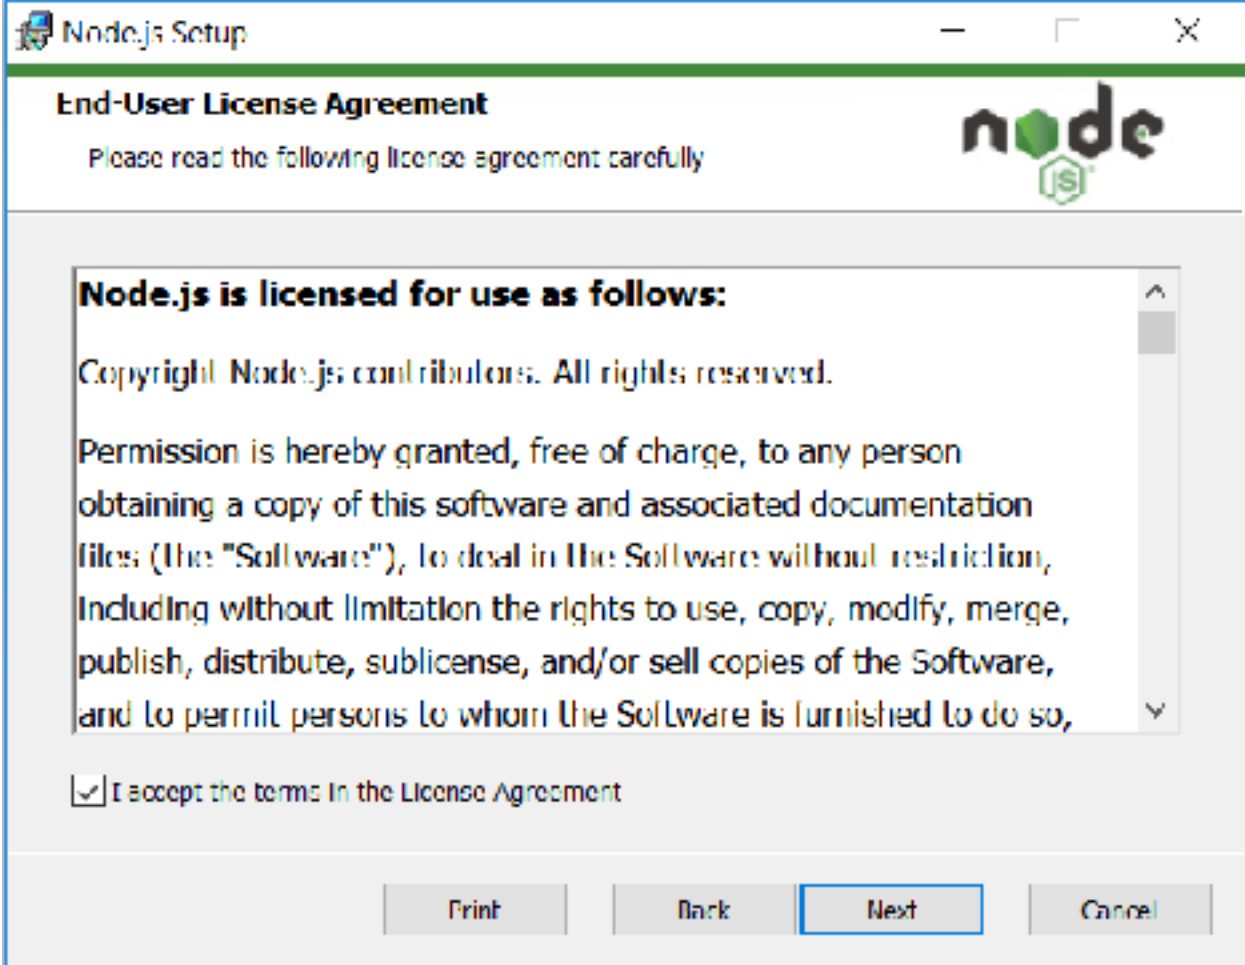 Node.js Setup
End-User License Agreement
Please read the following license agreement carefully
node
JS
Node.js is licensed for use as follows:
Copyright Node.js contributors. All rights reserved.
Permission is hereby granted, free of charge, to any person
obtaining a copy of this software and associated documentation
files (the "Software"), to deal in the Software without restriction,
including without limitation the rights to use, copy, modify, merge,
publish, distribute, sublicense, and/or sell copies of the Software,
and to permit persons to whom the Software is furnished to do so,
I accept the terms in the License Agreement
Print Back Next Cancel